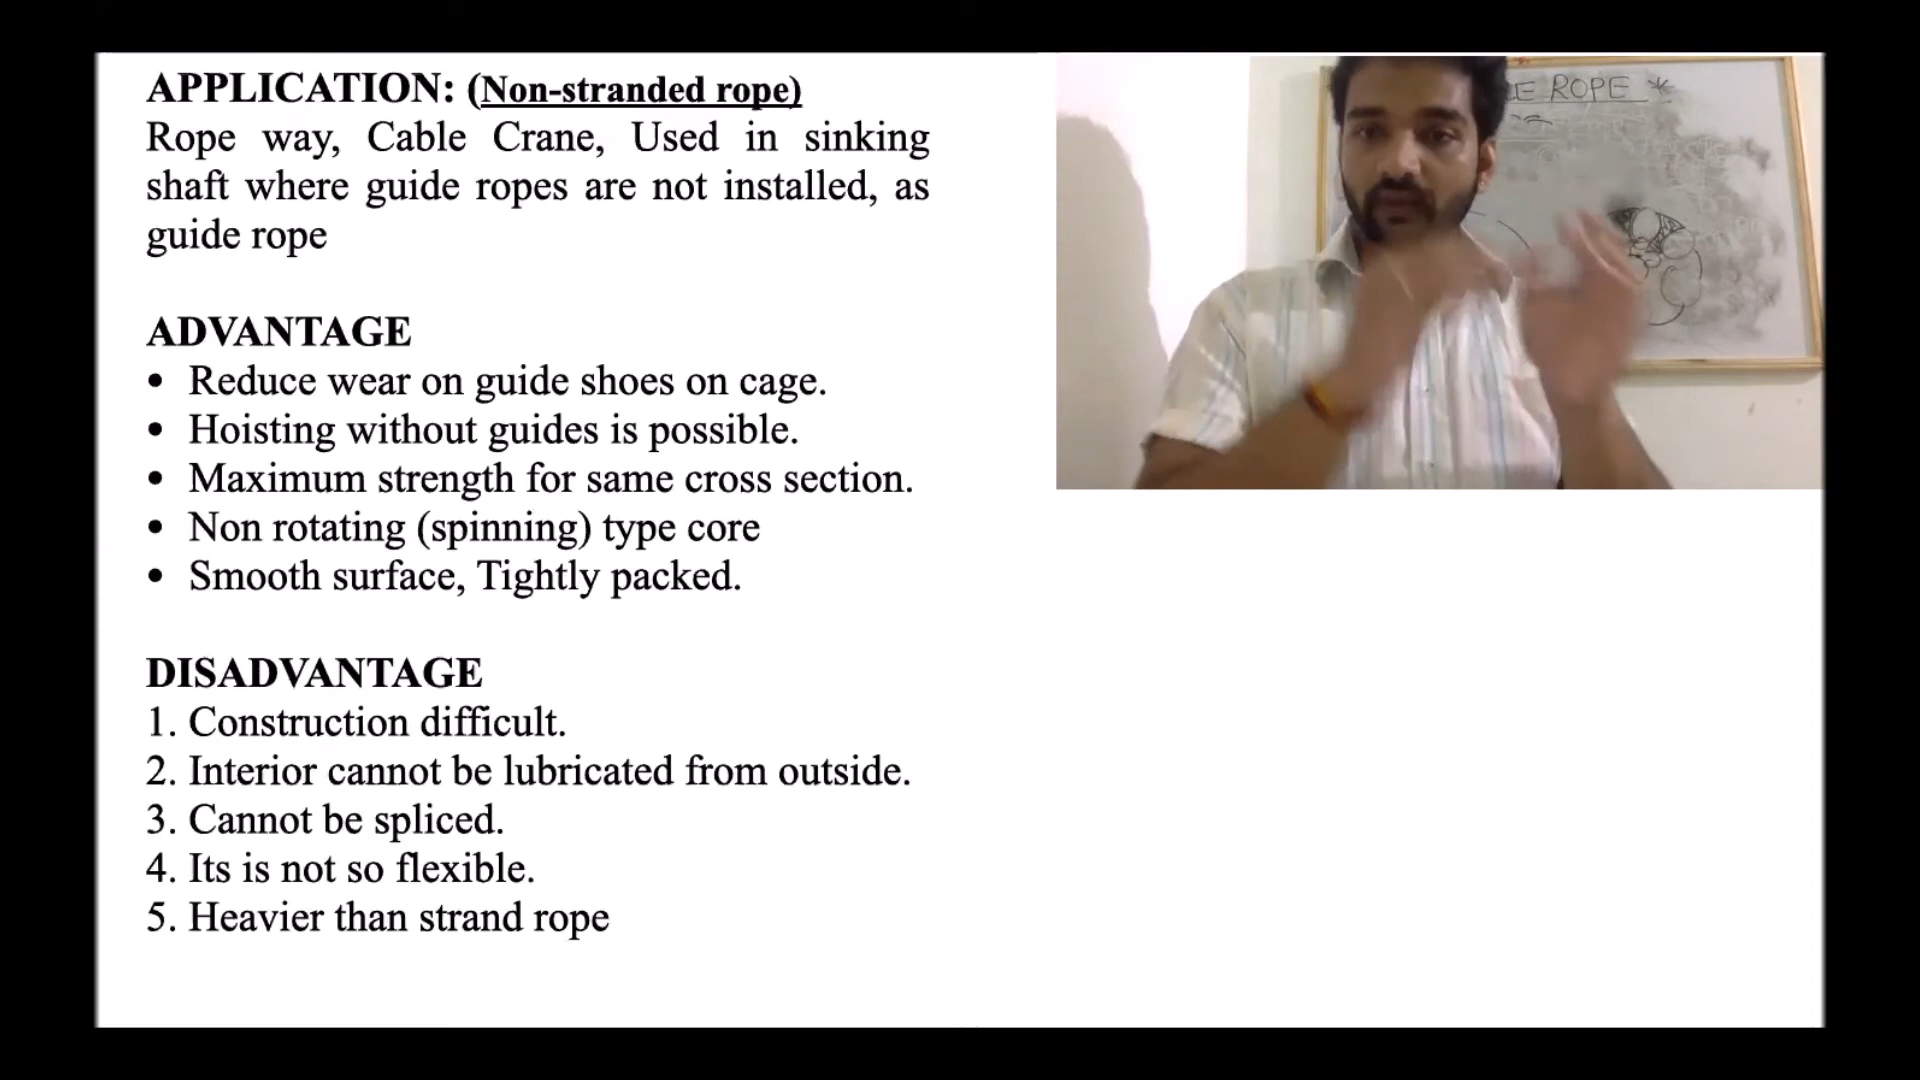 APPLICATION: (Non-stranded rope)
Rope way, Cable Crane, Used in sinking
shaft where guide ropes are not installed, as
guide rope
ADVANTAGE
• Reduce wear on guide shoes on cage.
• Hoisting without guides is possible.
• Maximum strength for same cross section.
• Non rotating (spinning) type core
• Smooth surface, Tightly packed.
DISADVANTAGE
1. Construction difficult.
2. Interior cannot be lubricated from outside.
3. Cannot be spliced.
4. Its is not so flexible.
5. Heavier than strand rope
ROPE *